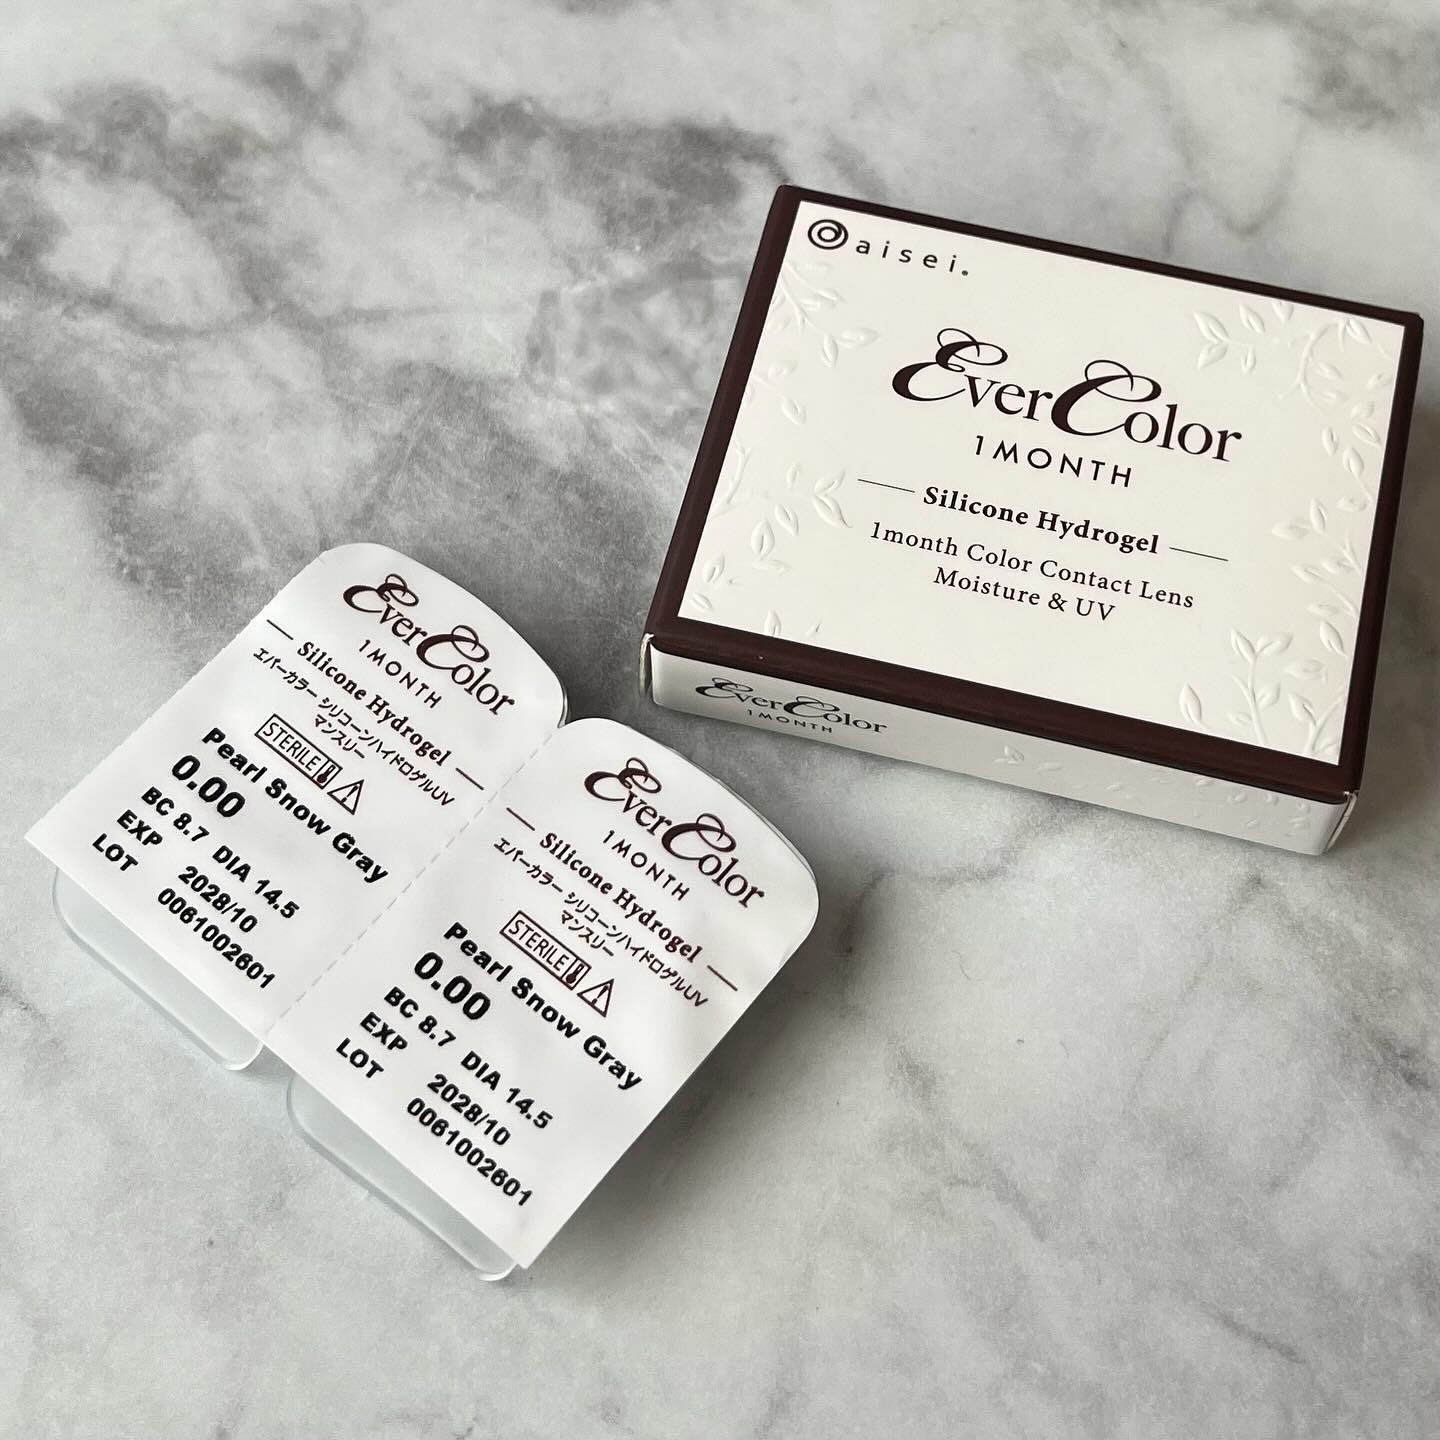 aisei.
EverColor
1MONTH
Silicone Hydrogel
1month Color Contact Lens
Moisture & UV
EverColor
1MONTH
EverColor
1MONTH
Silicone Hydrogel
エバーカラー シリコーンハイドロゲルUV
マンスリー
STERILE
Pearl Snow Gray
0.00
BC 8.7 DIA 14.5
EXP 2028/10
LOT 0061002601
EverColor
1MONTH
Silicone Hydrogel
エバーカラー シリコーンハイドロゲルUV
マンスリー
STERILE
Pearl Snow Gray
0.00
BC 8.7 DIA 14.5
EXP 2028/10
LOT 0061002601